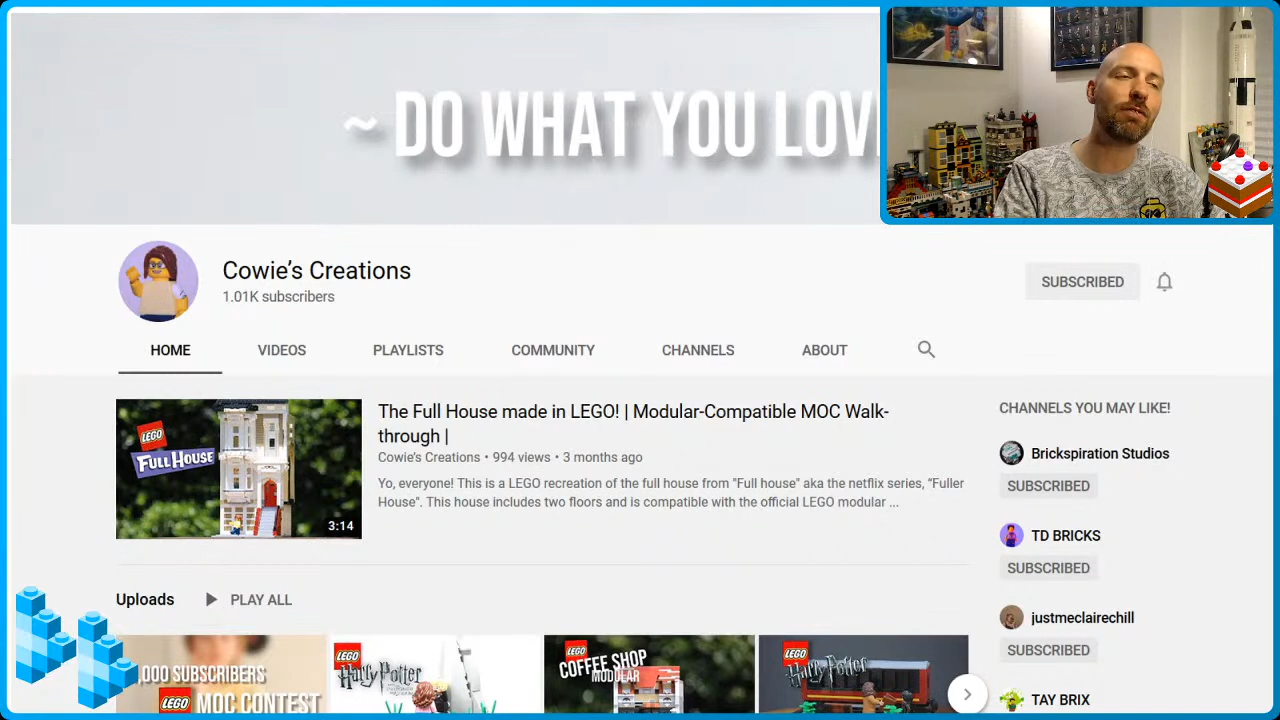 ~ DO WHAT YOU LOV
Cowie’s Creations
1.01K subscribers
SUBSCRIBED
HOME
VIDEOS
PLAYLISTS
COMMUNITY
CHANNELS
ABOUT
LEGO
FULL HOUSE
3:14
The Full House made in LEGO! | Modular-Compatible MOC Walk-
through |
Cowie's Creations • 994 views • 3 months ago
Yo, everyone! This is a LEGO recreation of the full house from "Full house" aka the netflix series, "Fuller
House". This house includes two floors and is compatible with the official LEGO modular ...
CHANNELS YOU MAY LIKE!
Brickspiration Studios
SUBSCRIBED
TD BRICKS
SUBSCRIBED
justmeclairechill
SUBSCRIBED
TAY BRIX
Uploads
PLAY ALL
,000 SUBSCRIBERS
LEGO MOC CONTEST
LEGO
Harry Potter
LEGO
COFFEE SHOP
MODULAR
LEGO
Harry Potter